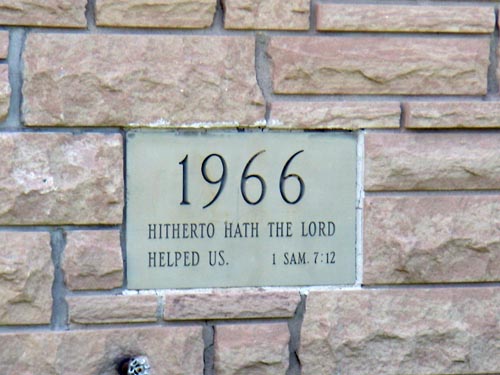 1966
HITHERTO HATH THE LORD
HELPED US. 1 SAM. 7:12